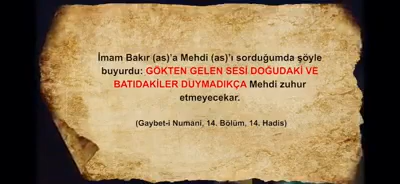 İmam Bakır (as)'a Mehdi (as)'ı sorduğumda şöyle
buyurdu: GÖKTEN GELEN SESİ DOĞUDAKİ VE
BATIDAKİLER DUYMADIKÇA Mehdi zuhur
etmeyecekar.
(Gaybet-i Numani, 14. Bölüm, 14. Hadis)